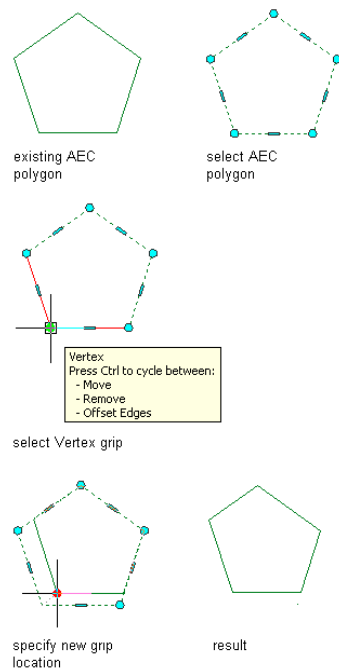 existing AEC
polygon
select AEC
polygon
Vertex
Press Ctrl to cycle between:
- Move
- Remove
- Offset Edges
select Vertex grip
specify new grip
location
result